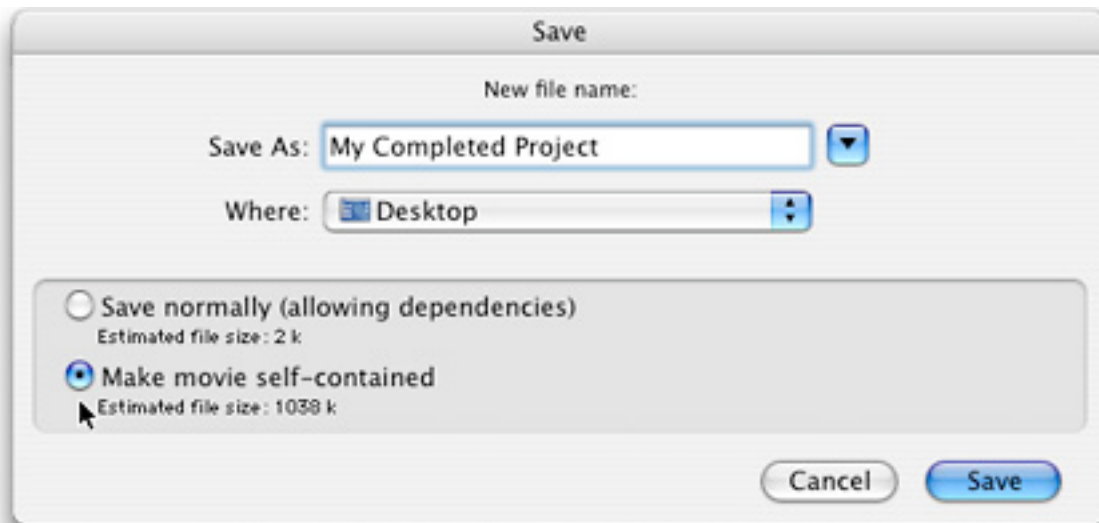 Save
New file name:
Save As: My Completed Project
Where: Desktop
Save normally (allowing dependencies)
Estimated file size: 2 k
Make movie self-contained
Estimated file size: 1038 k
Cancel Save